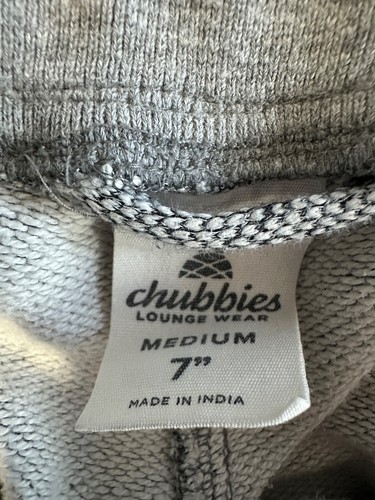 chubbies
LOUNGE WEAR
MEDIUM
7"
MADE IN INDIA